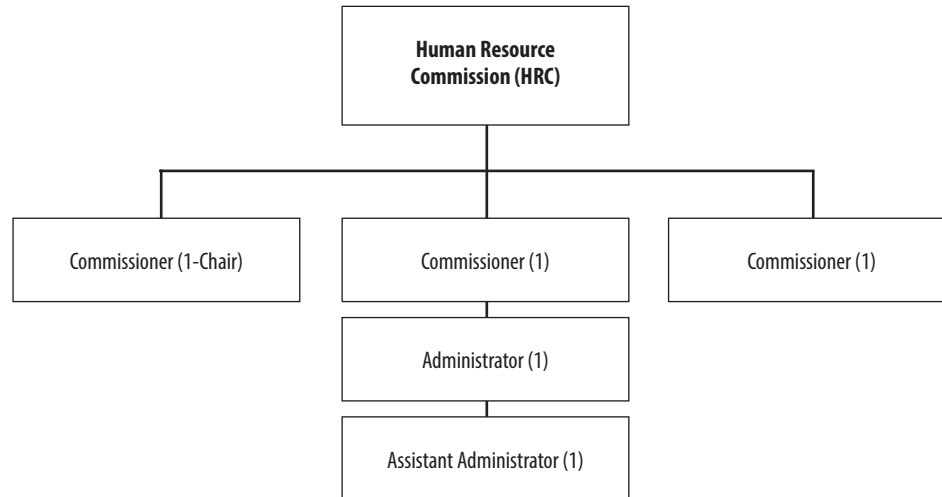 Human Resource
Commission (HRC)
Commissioner (1-Chair)
Commissioner (1)
Commissioner (1)
Administrator (1)
Assistant Administrator (1)